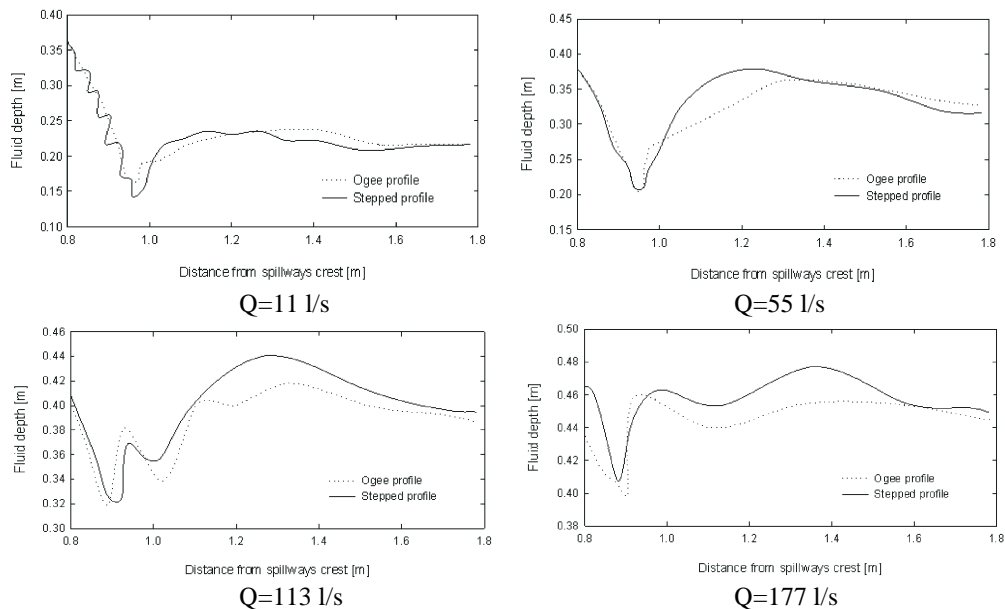 0.40
0.35
0.30
0.25
0.20
0.15
0.10
Fluid depth [m]
Ogee profile
Stepped profile
0.8 1.0 1.2 1.4 1.6 1.8
Distance from spillways crest [m]
Q=11 l/s
0.45
0.40
0.35
0.30
0.25
0.20
0.15
Fluid depth [m]
Ogee profile
Stepped profile
0.8 1.0 1.2 1.4 1.6 1.8
Distance from spillways crest [m]
Q=55 l/s
0.46
0.44
0.42
0.40
0.38
0.36
0.34
0.32
0.30
Fluid depth [m]
Ogee profile
Stepped profile
0.8 1.0 1.2 1.4 1.6 1.8
Distance from spillways crest [m]
Q=113 l/s
0.50
0.48
0.46
0.44
0.42
0.40
0.38
Fluid depth [m]
Ogee profile
Stepped profile
0.8 1.0 1.2 1.4 1.6 1.8
Distance from spillways crest [m]
Q=177 l/s